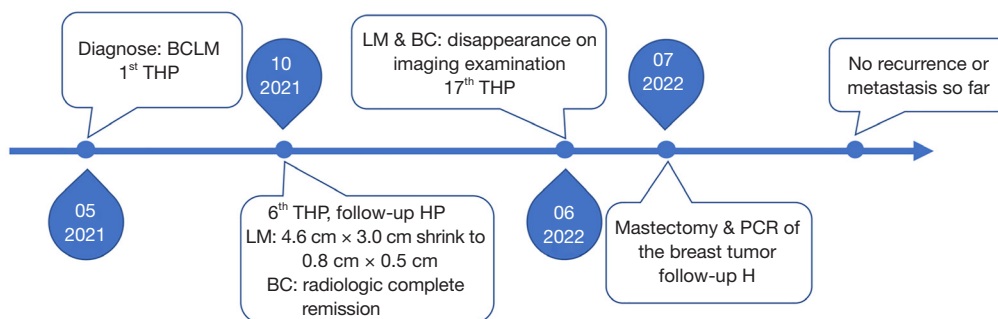 Diagnose: BCLM
1st THP
10
2021
LM & BC: disappearance on
imaging examination
17th THP
07
2022
No recurrence or
metastasis so far
05
2021
6th THP, follow-up HP
LM: 4.6 cm × 3.0 cm shrink to
0.8 cm × 0.5 cm
BC: radiologic complete
remission
06
2022
Mastectomy & PCR of
the breast tumor
follow-up H